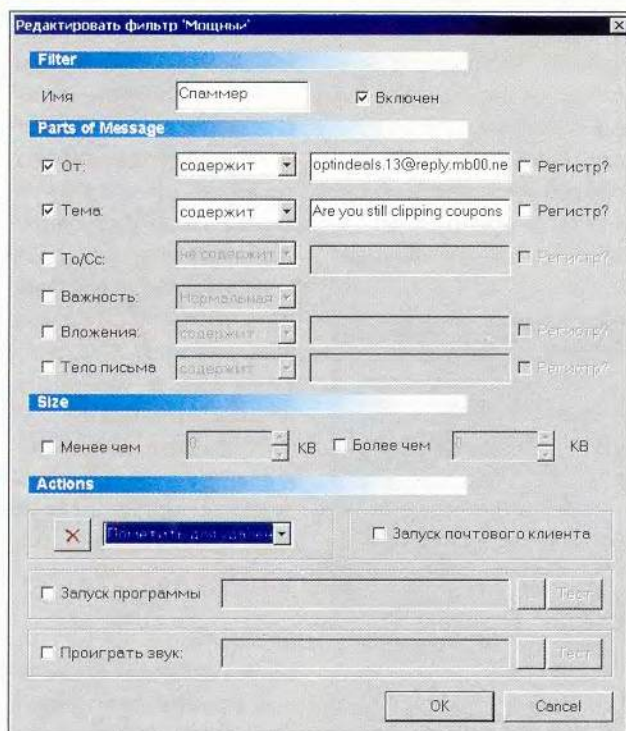 Редактировать фильтр 'Мощный'
Filter
Имя Спаммер Включен
Parts of Message
От: содержит optindeals.13@reply.mb00.ne Регистр?
Тема: содержит Are you still clipping coupons Регистр?
To/Cc: не содержит Регистр?
Важность: Нормальная
Вложения: содержит Регистр?
Тело письма содержит Регистр?
Size
Менее чем 0 KB Более чем 0 KB
Actions
Пометить для удален Запуск почтового клиента
Запуск программы ... Тест
Проиграть звук: ... Тест
OK Cancel